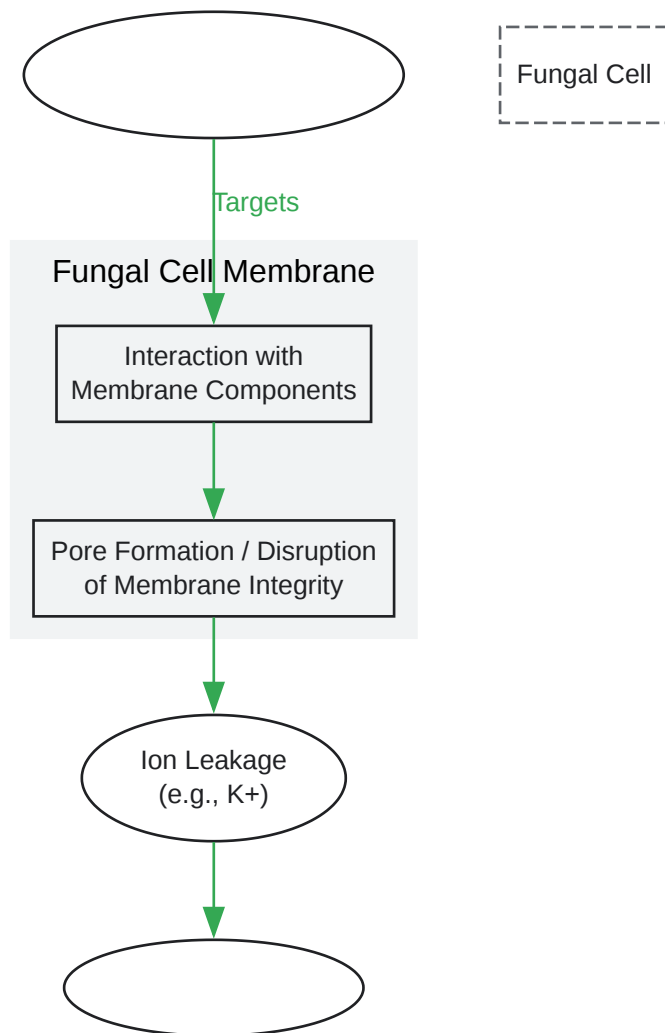 Fungal Cell
Targets
Fungal Cell Membrane
Interaction with
Membrane Components
Pore Formation / Disruption
of Membrane Integrity
Ion Leakage
(e.g., K+)